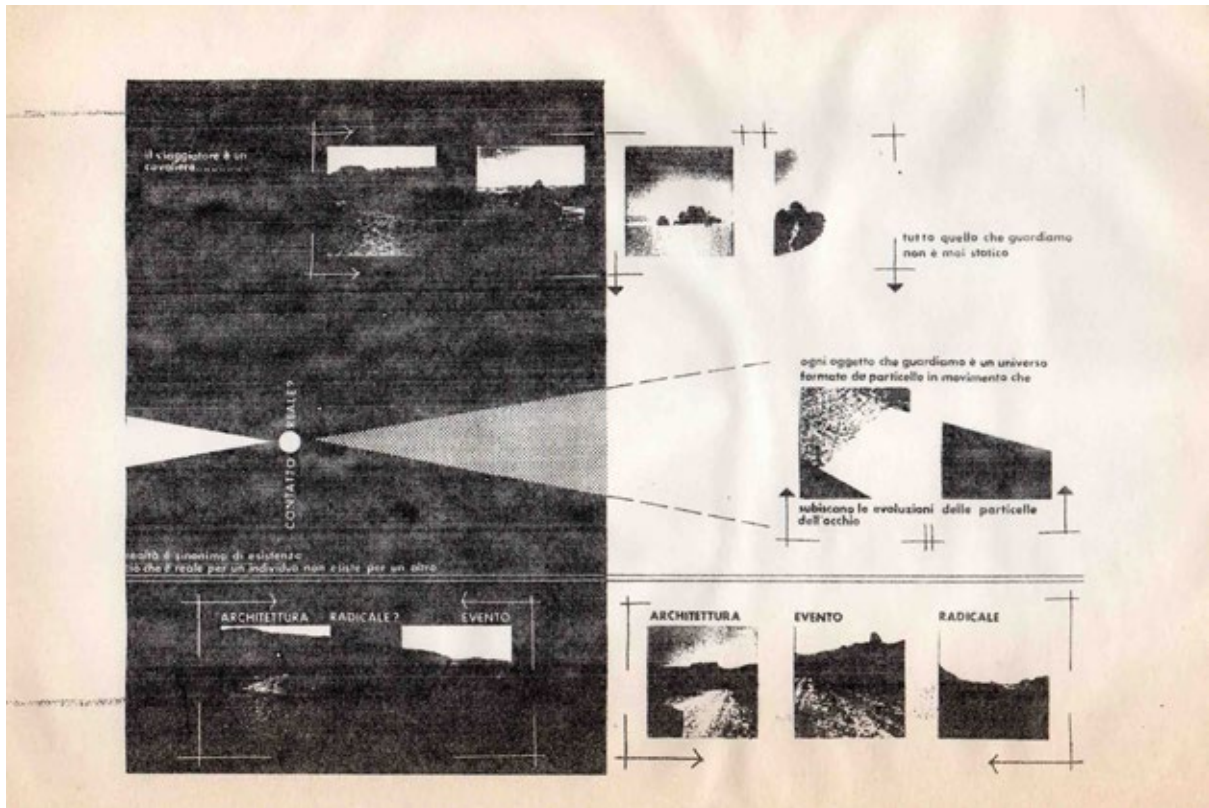 il viaggiatore è un
cavaliero........
tutto quello che guardiamo
non è mai statico
ogni oggetto che guardiamo è un universo
formato da particelle in movimento che
CONTATTO REALE?
subiscono le evoluzioni delle particelle
dell'occhio
realtà è sinonimo di esistenza
ciò che è reale per un individuo non esiste per un altro
ARCHITETTURA RADICALE? EVENTO
ARCHITETTURA EVENTO RADICALE